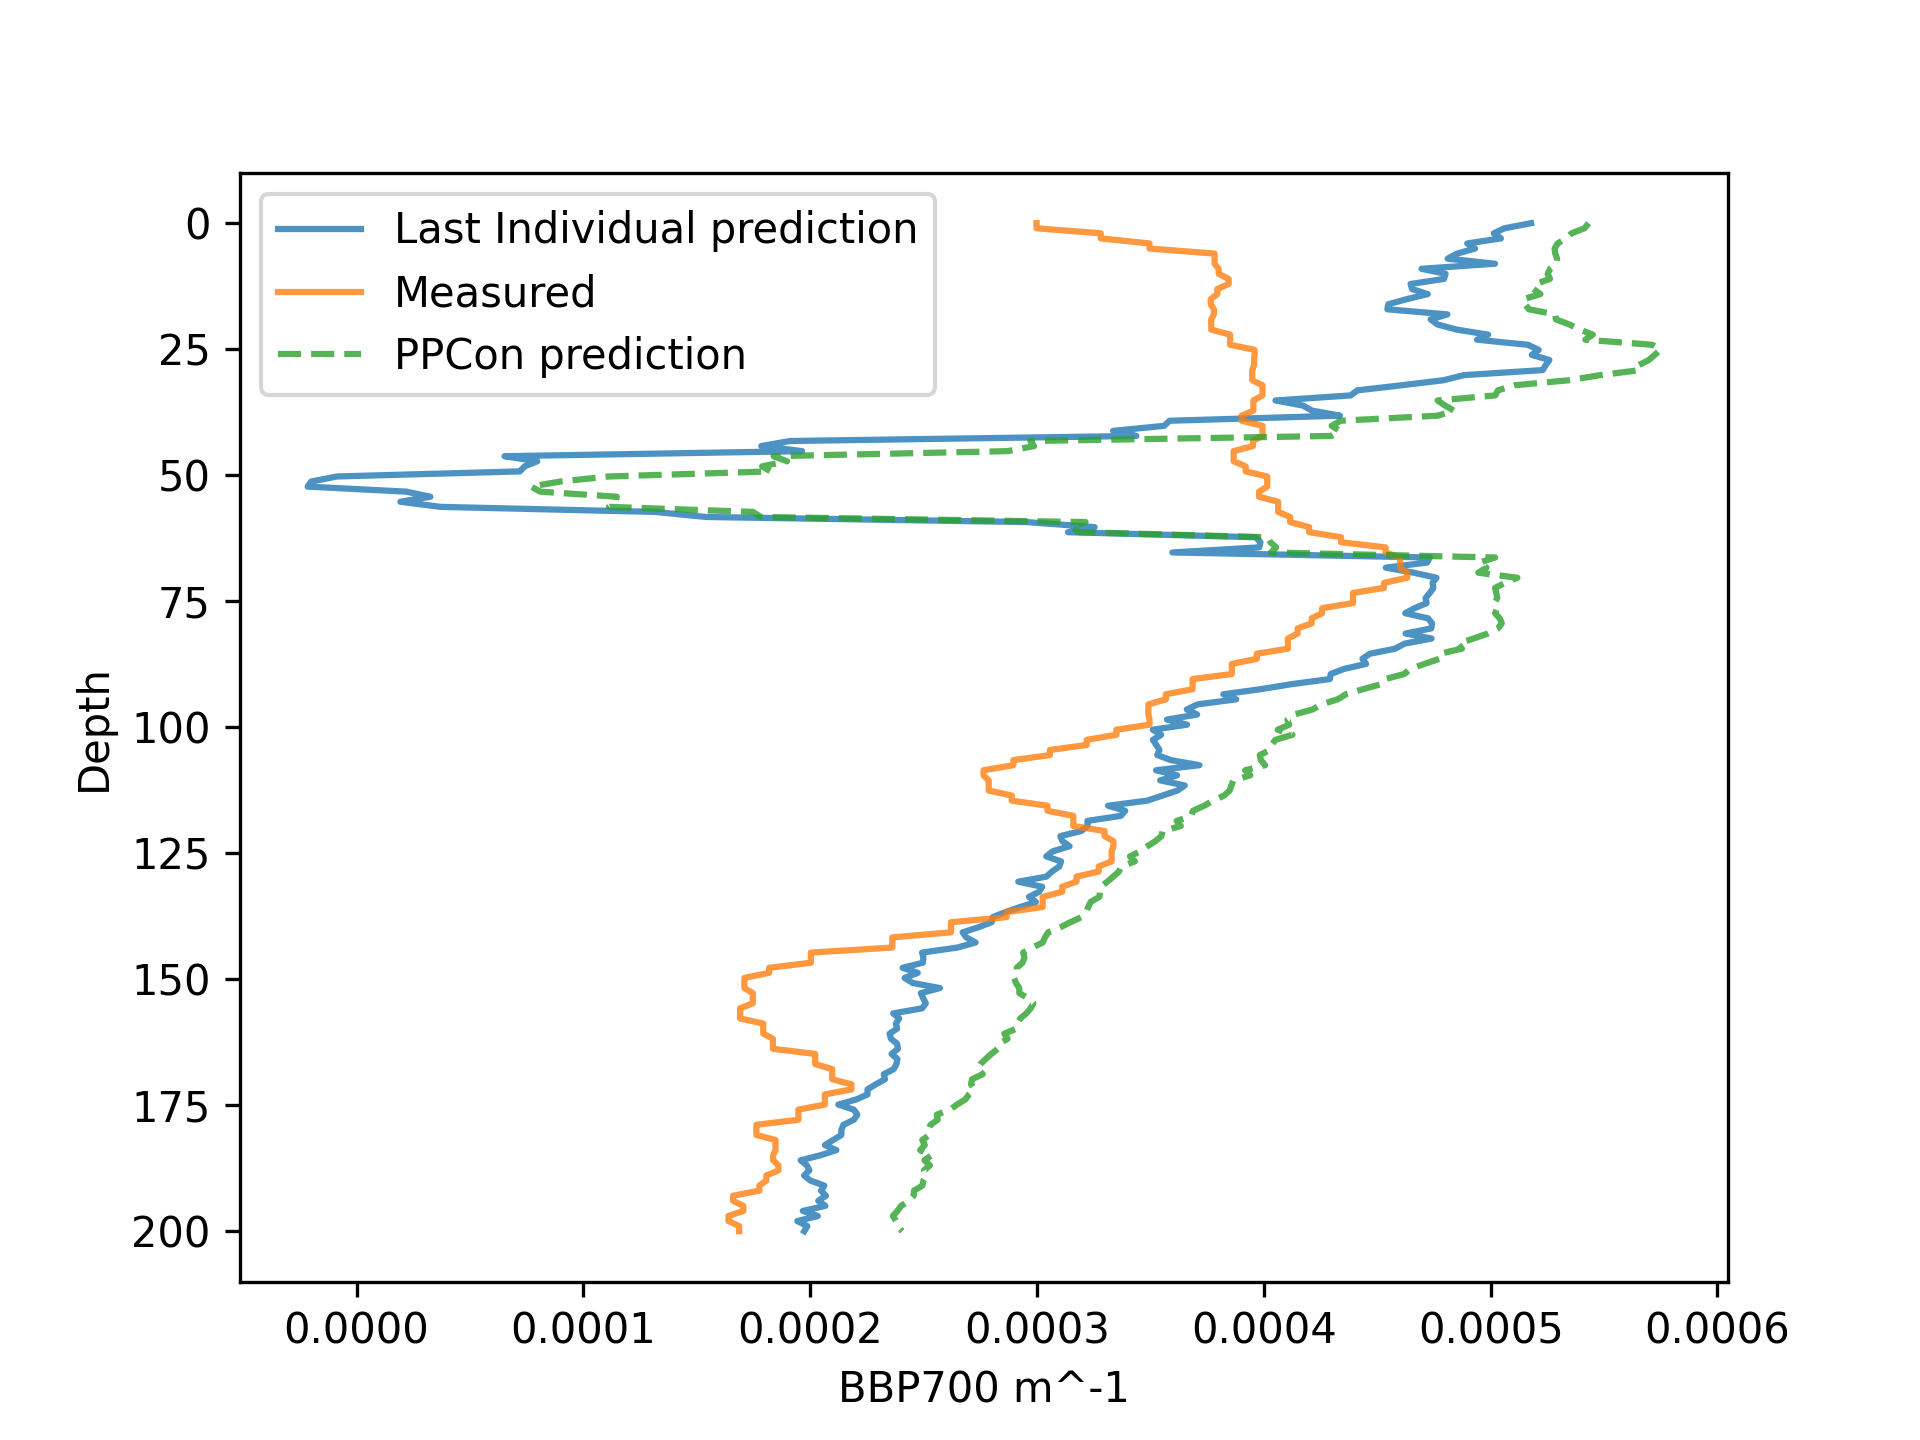 Last Individual prediction
Measured
PPCon prediction
0
25
50
75
100
125
150
175
200
Depth
0.0000 0.0001 0.0002 0.0003 0.0004 0.0005 0.0006
BBP700 m^-1